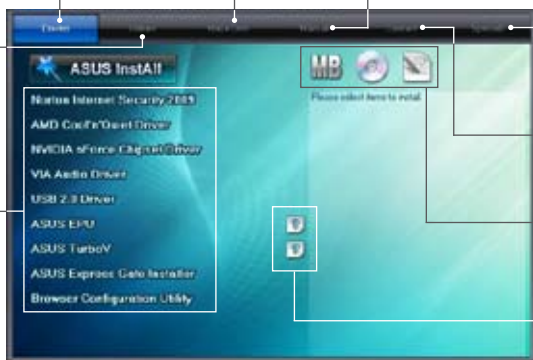 Drivers
ASUS InstAll
MB
Please select items to install.
Norton Internet Security 2009
AMD Cool'n'Quiet Driver
NVIDIA nForce Chipset Driver
VIA Audio Driver
USB 2.0 Driver
ASUS EPU
ASUS TurboV
ASUS Express Gate Installer
Browser Configuration Utility